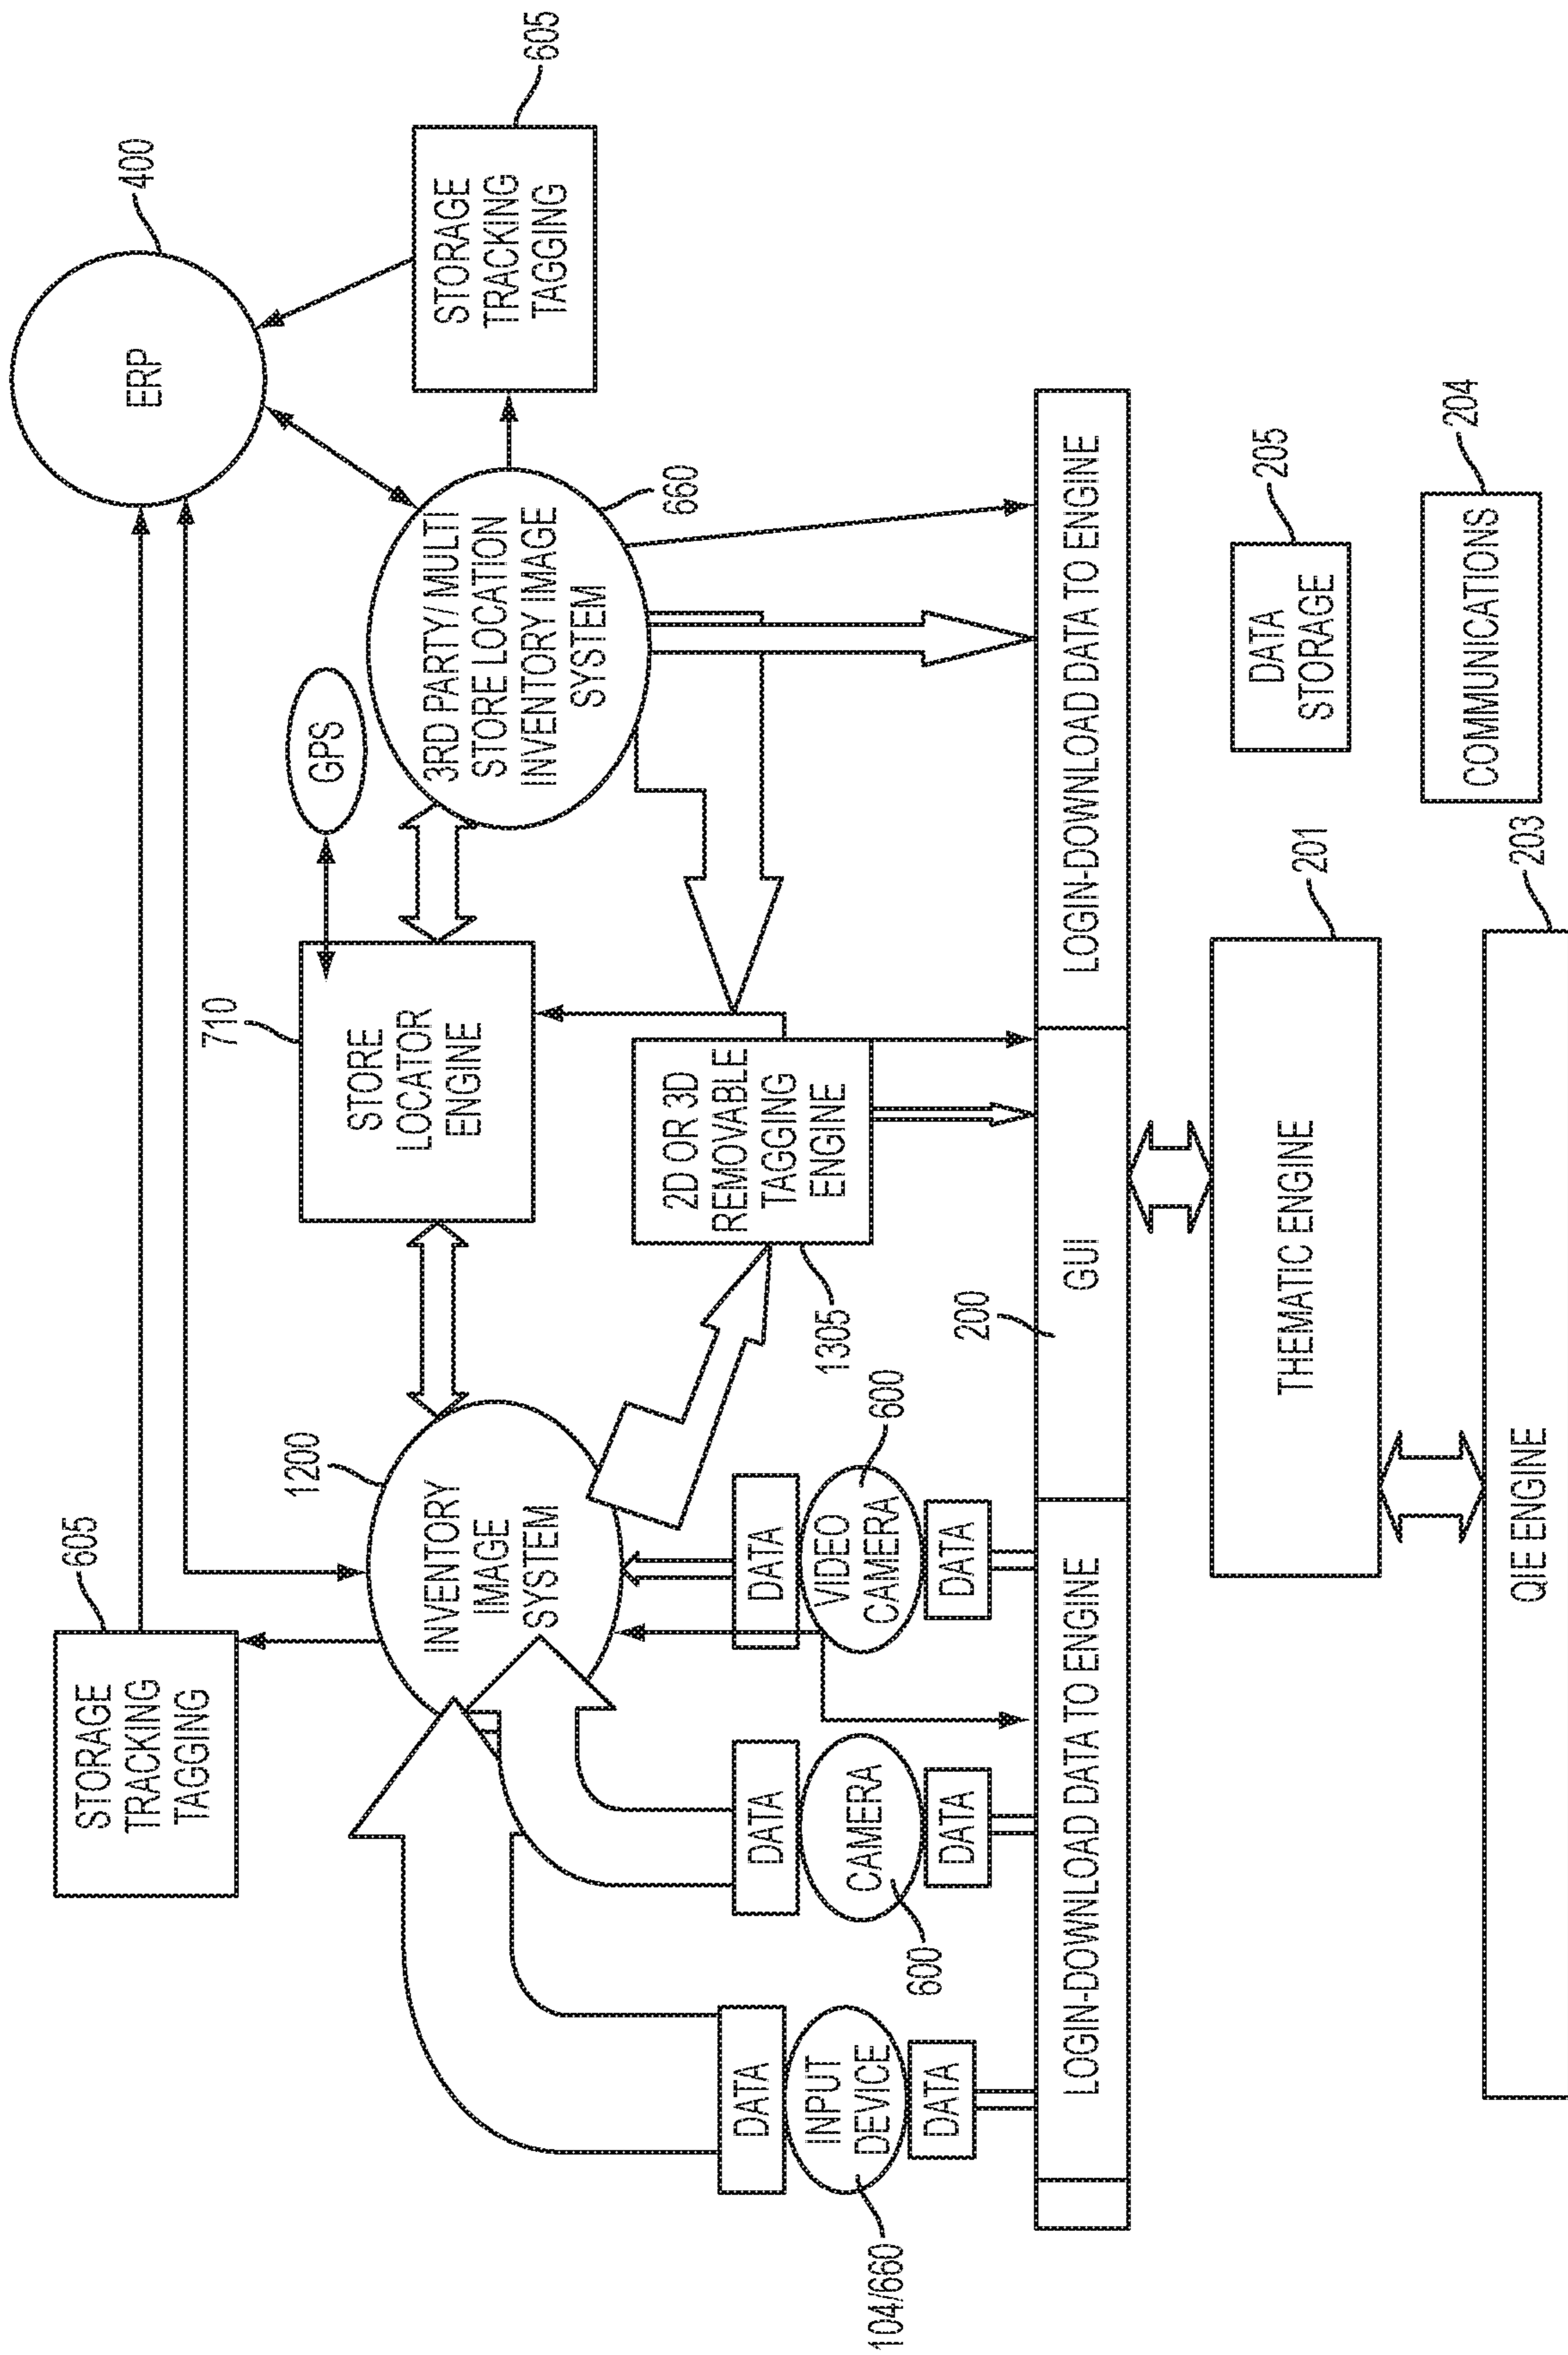 605
STORAGE
TRACKING
TAGGING
ERP
400
STORAGE
TRACKING
TAGGING
605
1200
INVENTORY
IMAGE
SYSTEM
710
STORE
LOCATOR
ENGINE
GPS
3RD PARTY/ MULTI
STORE LOCATION
INVENTORY IMAGE
SYSTEM
660
2D OR 3D
REMOVABLE
TAGGING
ENGINE
1305
DATA
INPUT
DEVICE
DATA
104/660
DATA
CAMERA
DATA
600
DATA
VIDEO
CAMERA
DATA
600
200
LOGIN-DOWNLOAD DATA TO ENGINE
GUI
LOGIN-DOWNLOAD DATA TO ENGINE
THEMATIC ENGINE
201
DATA
STORAGE
205
COMMUNICATIONS
204
QIE ENGINE
203